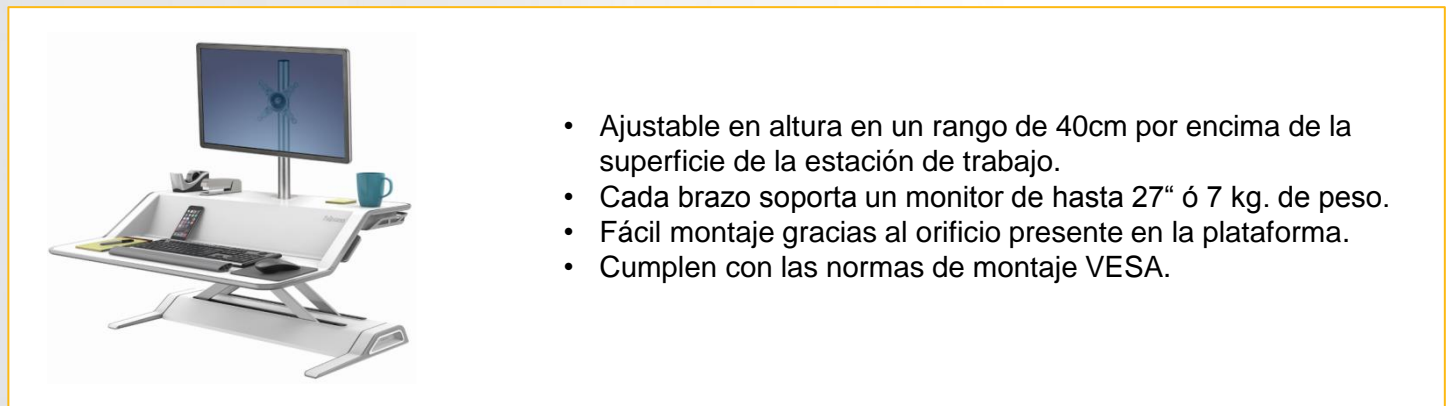 • Ajustable en altura en un rango de 40cm por encima de la
superficie de la estación de trabajo.
• Cada brazo soporta un monitor de hasta 27“ ó 7 kg. de peso.
• Fácil montaje gracias al orificio presente en la plataforma.
• Cumplen con las normas de montaje VESA.
Fellowes